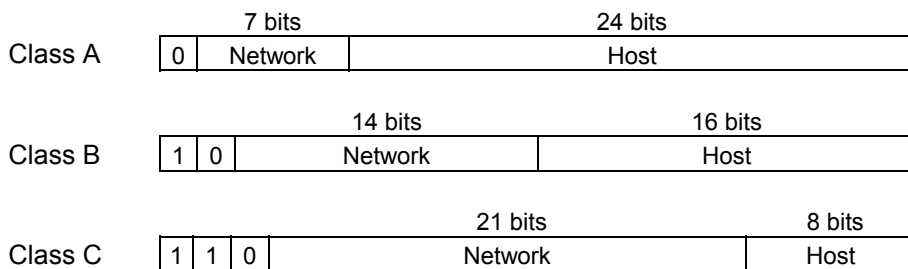 7 bits 24 bits
Class A 0 Network Host
14 bits 16 bits
Class B 1 0 Network Host
21 bits 8 bits
Class C 1 1 0 Network Host